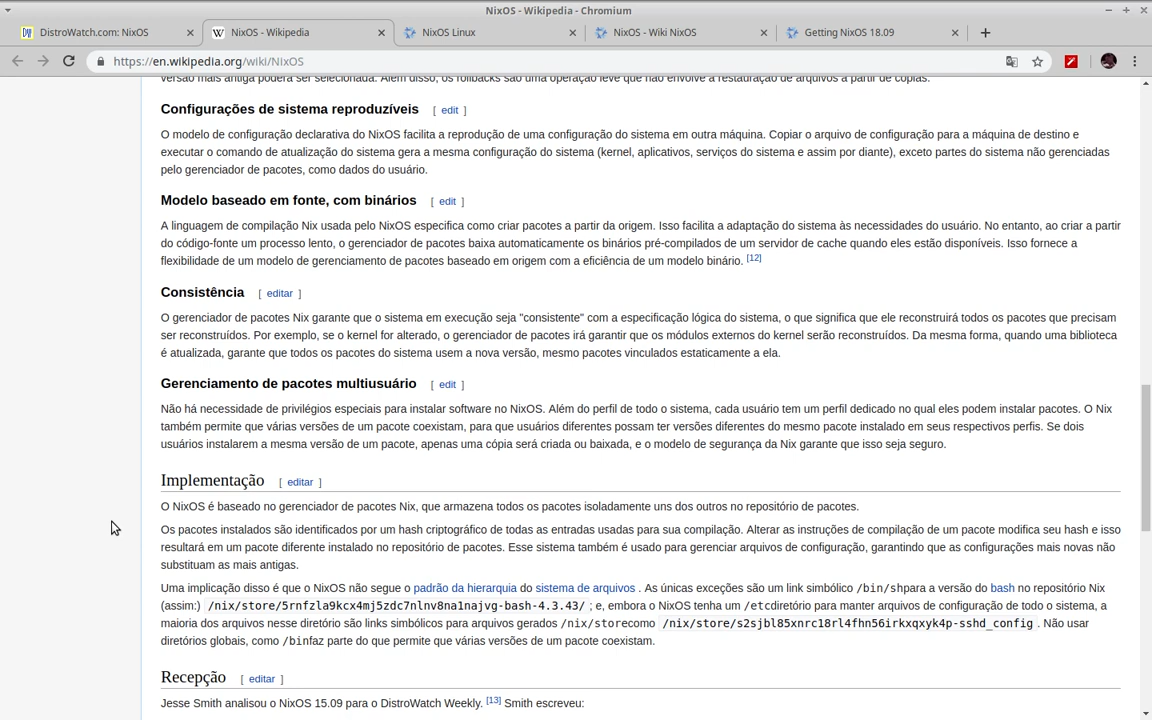 NixOS - Wikipedia - Chromium
DistroWatch.com: NixOS
NixOS - Wikipedia
NixOS Linux
NixOS - Wiki NixOS
Getting NixOS 18.09
https://en.wikipedia.org/wiki/NixOS
versão mais antiga poderá ser selecionada. Além disso, os rollbacks são uma operação leve que não envolve a restauração de arquivos a partir de cópias.
Configurações de sistema reproduzíveis [ edit ]
O modelo de configuração declarativa do NixOS facilita a reprodução de uma configuração do sistema em outra máquina. Copiar o arquivo de configuração para a máquina de destino e
executar o comando de atualização do sistema gera a mesma configuração do sistema (kernel, aplicativos, serviços do sistema e assim por diante), exceto partes do sistema não gerenciadas
pelo gerenciador de pacotes, como dados do usuário.
Modelo baseado em fonte, com binários [ edit ]
A linguagem de compilação Nix usada pelo NixOS especifica como criar pacotes a partir da origem. Isso facilita a adaptação do sistema às necessidades do usuário. No entanto, ao criar a partir
do código-fonte um processo lento, o gerenciador de pacotes baixa automaticamente os binários pré-compilados de um servidor de cache quando eles estão disponíveis. Isso fornece a
flexibilidade de um modelo de gerenciamento de pacotes baseado em origem com a eficiência de um modelo binário. [12]
Consistência [ editar ]
O gerenciador de pacotes Nix garante que o sistema em execução seja "consistente" com a especificação lógica do sistema, o que significa que ele reconstruirá todos os pacotes que precisam
ser reconstruídos. Por exemplo, se o kernel for alterado, o gerenciador de pacotes irá garantir que os módulos externos do kernel serão reconstruídos. Da mesma forma, quando uma biblioteca
é atualizada, garante que todos os pacotes do sistema usem a nova versão, mesmo pacotes vinculados estaticamente a ela.
Gerenciamento de pacotes multiusuário [ edit ]
Não há necessidade de privilégios especiais para instalar software no NixOS. Além do perfil de todo o sistema, cada usuário tem um perfil dedicado no qual eles podem instalar pacotes. O Nix
também permite que várias versões de um pacote coexistam, para que usuários diferentes possam ter versões diferentes do mesmo pacote instalado em seus respectivos perfis. Se dois
usuários instalarem a mesma versão de um pacote, apenas uma cópia será criada ou baixada, e o modelo de segurança da Nix garante que isso seja seguro.
Implementação [ editar ]
O NixOS é baseado no gerenciador de pacotes Nix, que armazena todos os pacotes isoladamente uns dos outros no repositório de pacotes.
Os pacotes instalados são identificados por um hash criptográfico de todas as entradas usadas para sua compilação. Alterar as instruções de compilação de um pacote modifica seu hash e isso
resultará em um pacote diferente instalado no repositório de pacotes. Esse sistema também é usado para gerenciar arquivos de configuração, garantindo que as configurações mais novas não
substituam as mais antigas.
Uma implicação disso é que o NixOS não segue o padrão da hierarquia do sistema de arquivos . As únicas exceções são um link simbólico /bin/shpara a versão do bash no repositório Nix
(assim:) /nix/store/5rnfzla9kcx4mj5zdc7nlnv8na1najvg-bash-4.3.43/ ; e, embora o NixOS tenha um /etcdiretório para manter arquivos de configuração de todo o sistema, a
maioria dos arquivos nesse diretório são links simbólicos para arquivos gerados /nix/storecomo /nix/store/s2sjbl85xnrc18rl4fhn56irkxqxyk4p-sshd_config . Não usar
diretórios globais, como /binfaz parte do que permite que várias versões de um pacote coexistam.
Recepção [ editar ]
Jesse Smith analisou o NixOS 15.09 para o DistroWatch Weekly. [13] Smith escreveu: